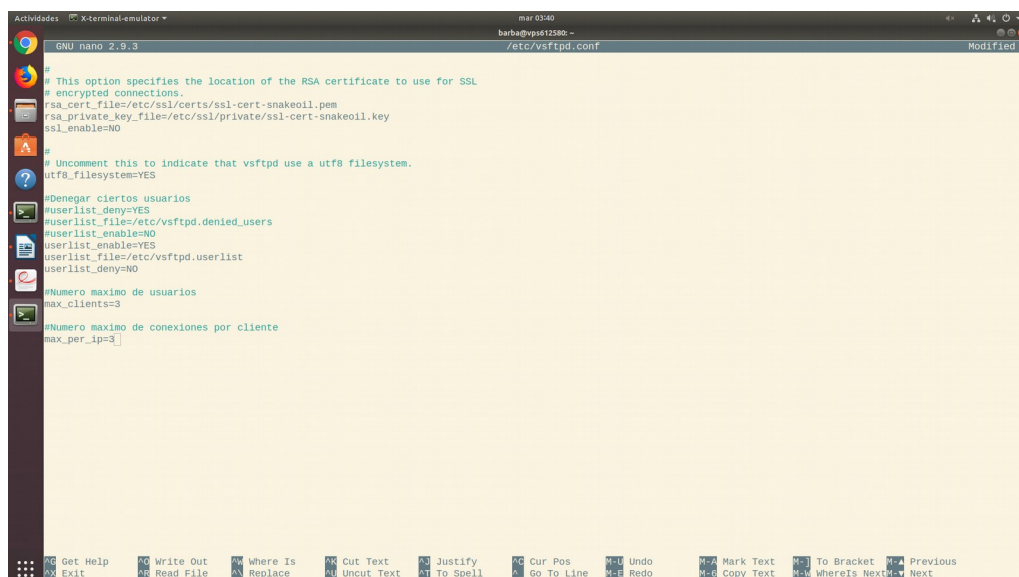 Actividades X-terminal-emulator ▾ mar 03:40
barba@vps612580: ~
GNU nano 2.9.3 /etc/vsftpd.conf Modified
#
# This option specifies the location of the RSA certificate to use for SSL
# encrypted connections.
rsa_cert_file=/etc/ssl/certs/ssl-cert-snakeoil.pem
rsa_private_key_file=/etc/ssl/private/ssl-cert-snakeoil.key
ssl_enable=NO
#
# Uncomment this to indicate that vsftpd use a utf8 filesystem.
utf8_filesystem=YES
#Denegar ciertos usuarios
#userlist_deny=YES
#userlist_file=/etc/vsftpd.denied_users
#userlist_enable=NO
userlist_enable=YES
userlist_file=/etc/vsftpd.userlist
userlist_deny=NO
#Numero maximo de usuarios
max_clients=3
#Numero maximo de conexiones por cliente
max_per_ip=3
^G Get Help ^O Write Out ^W Where Is ^K Cut Text ^J Justify ^C Cur Pos M-U Undo M-A Mark Text M-] To Bracket M-▲ Previous
^X Exit ^R Read File ^\ Replace ^U Uncut Text ^T To Spell ^_ Go To Line M-E Redo M-6 Copy Text M-W WhereIs Next M-▼ Next